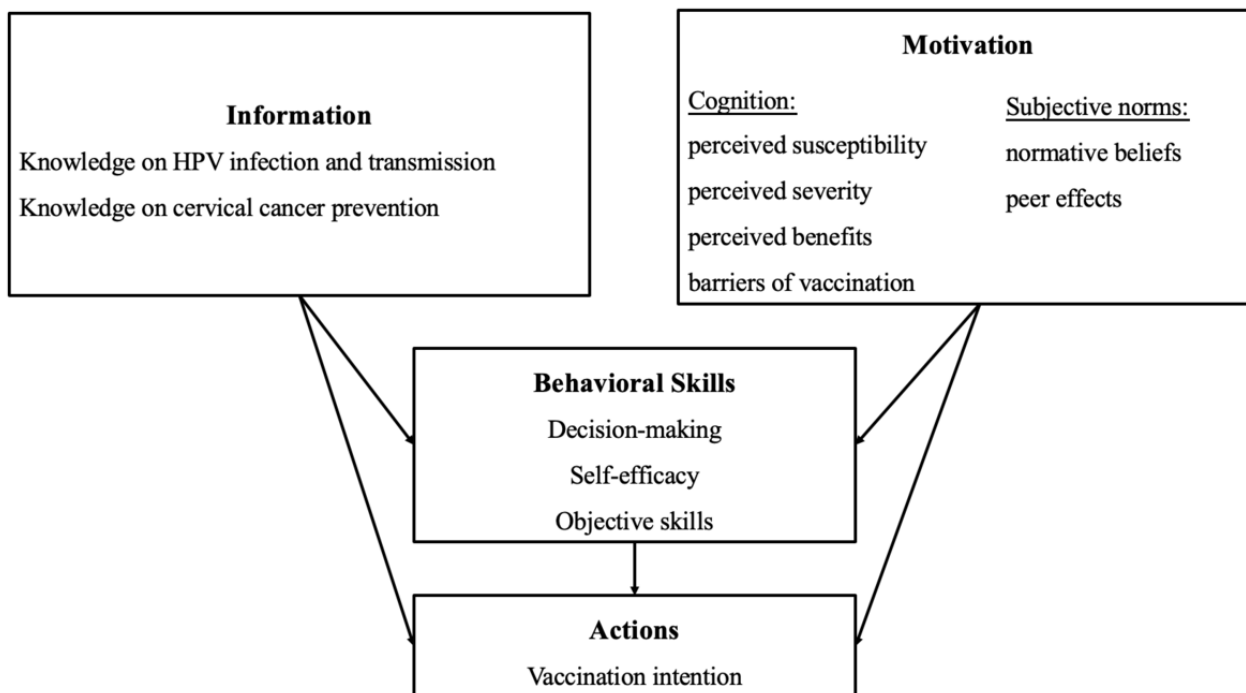 Information
Knowledge on HPV infection and transmission
Knowledge on cervical cancer prevention
Motivation
Cognition:
perceived susceptibility
perceived severity
perceived benefits
barriers of vaccination
Subjective norms:
normative beliefs
peer effects
Behavioral Skills
Decision-making
Self-efficacy
Objective skills
Actions
Vaccination intention